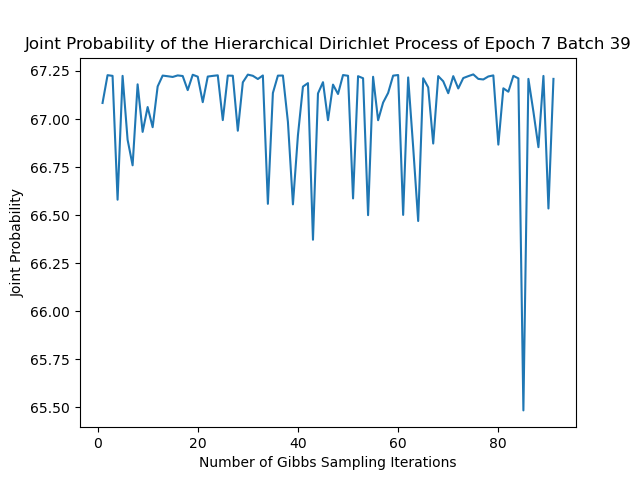 Joint Probability of the Hierarchical Dirichlet Process of Epoch 7 Batch 39
67.25
67.00
66.75
66.50
66.25
66.00
65.75
65.50
Joint Probability
0 20 40 60 80
Number of Gibbs Sampling Iterations